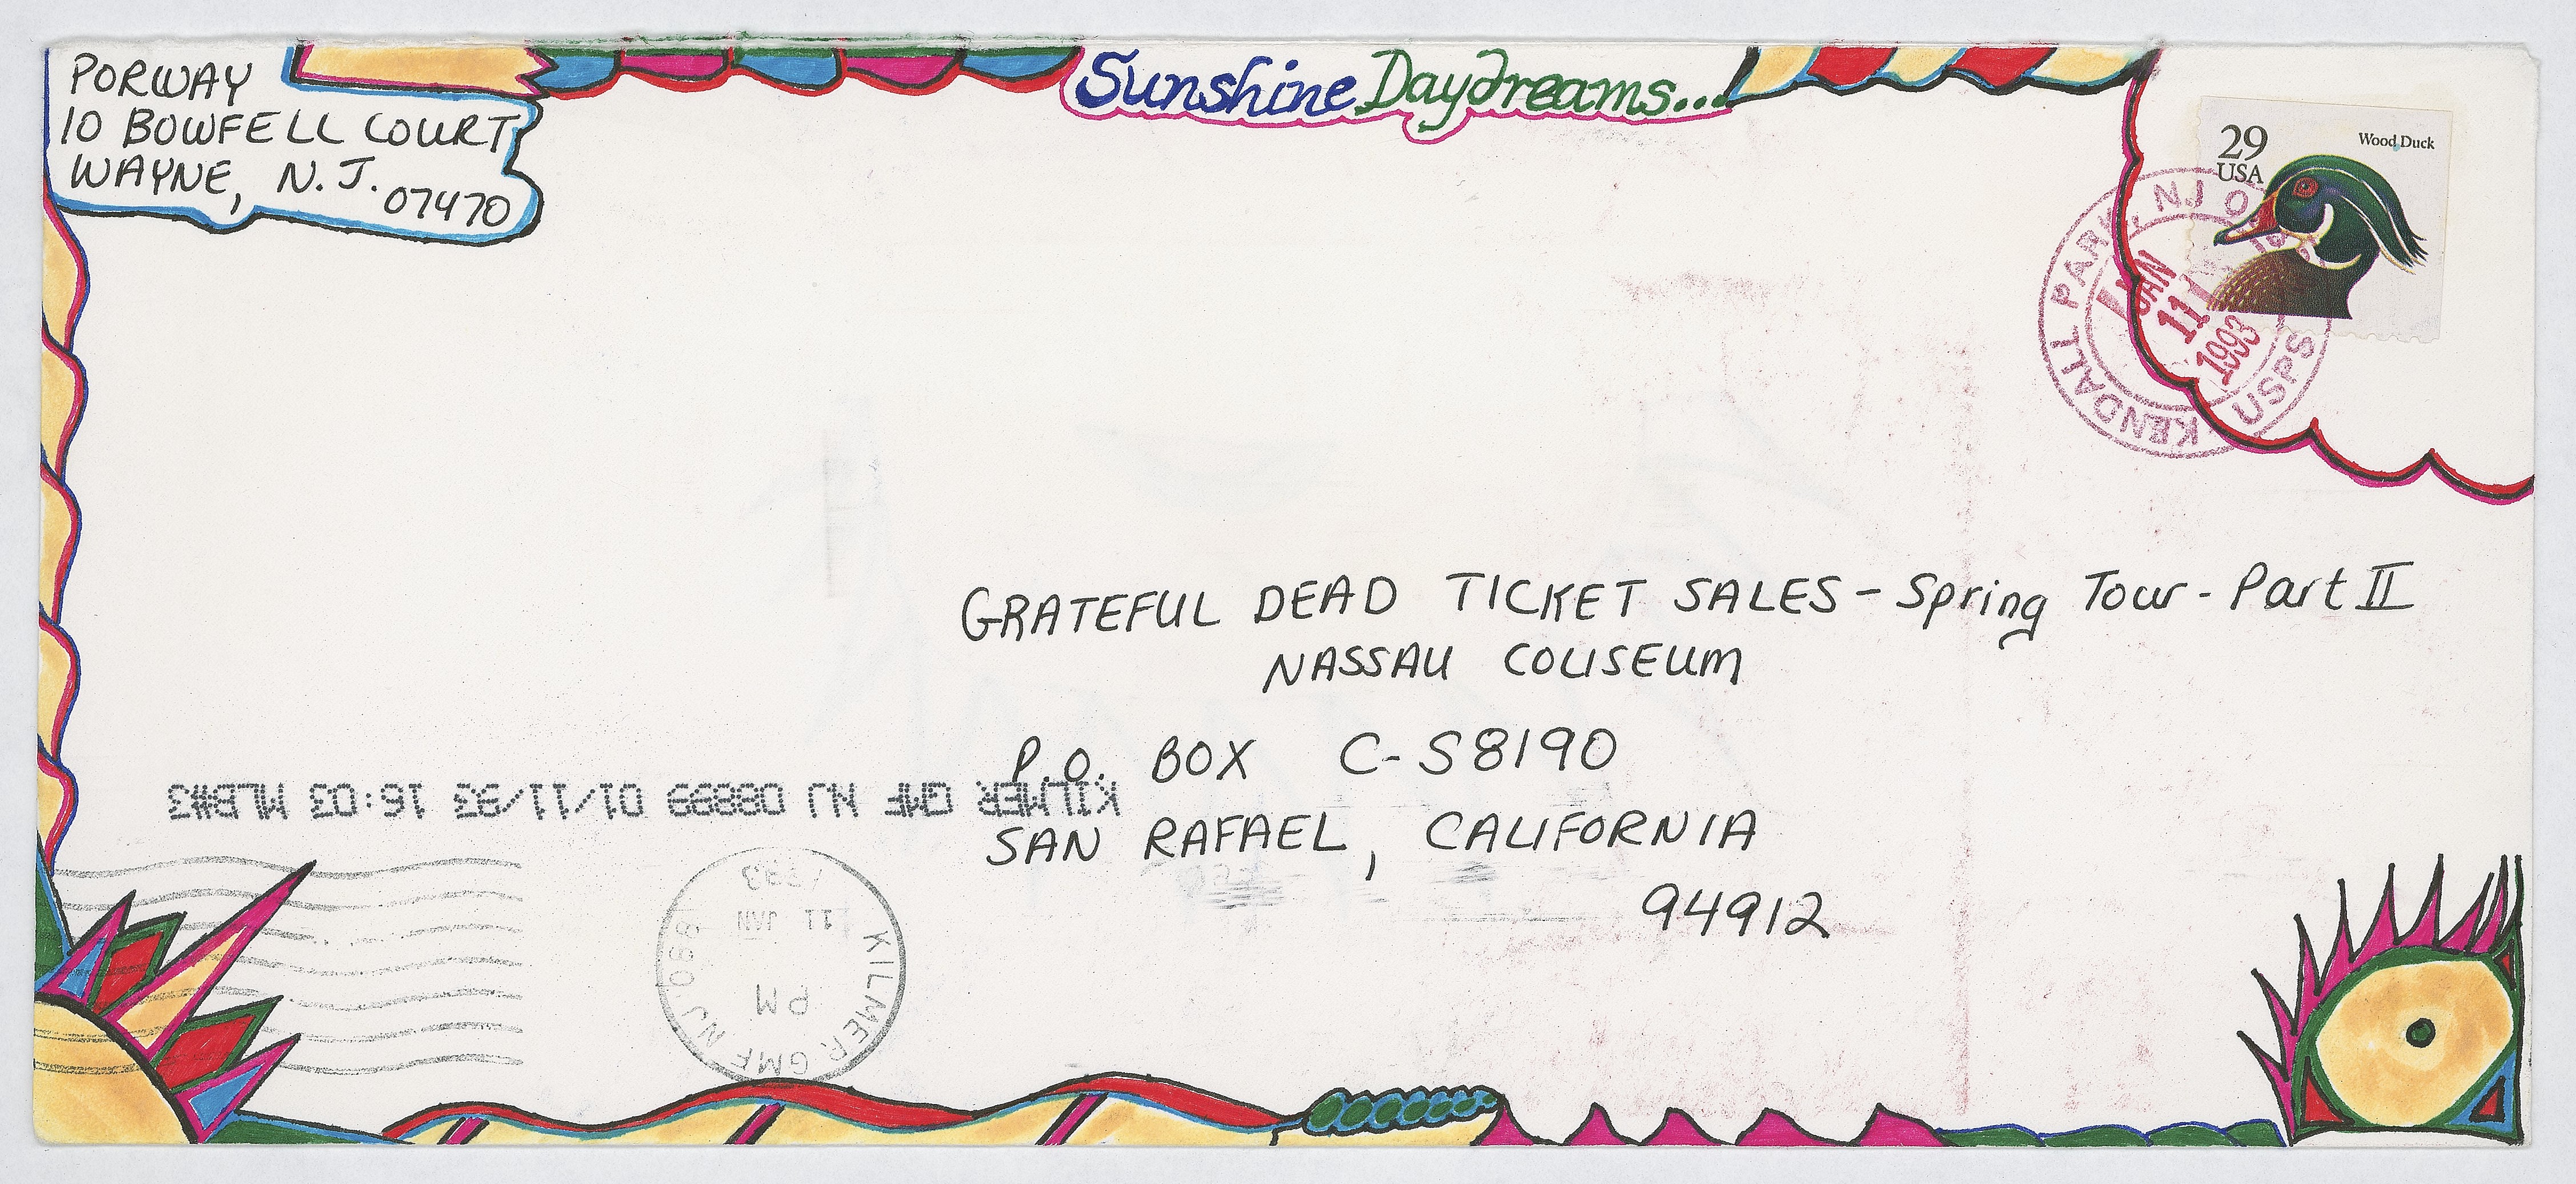 PORWAY
10 BOWFELL COURT
WAYNE, N.J. 07470
Sunshine Daydreams...
29
USA
Wood Duck
KENDALL PARK, NJ
JAN
11
1993
USPS
GRATEFUL DEAD TICKET SALES - Spring Tour - Part II
NASSAU COLISEUM
P.O. BOX C-S8190
SAN RAFAEL, CALIFORNIA
94912
KILMER GMF NJ 08899 01/11/93 16:03 MLB#3
KILMER GMF NJ
PM
11 JAN
1993